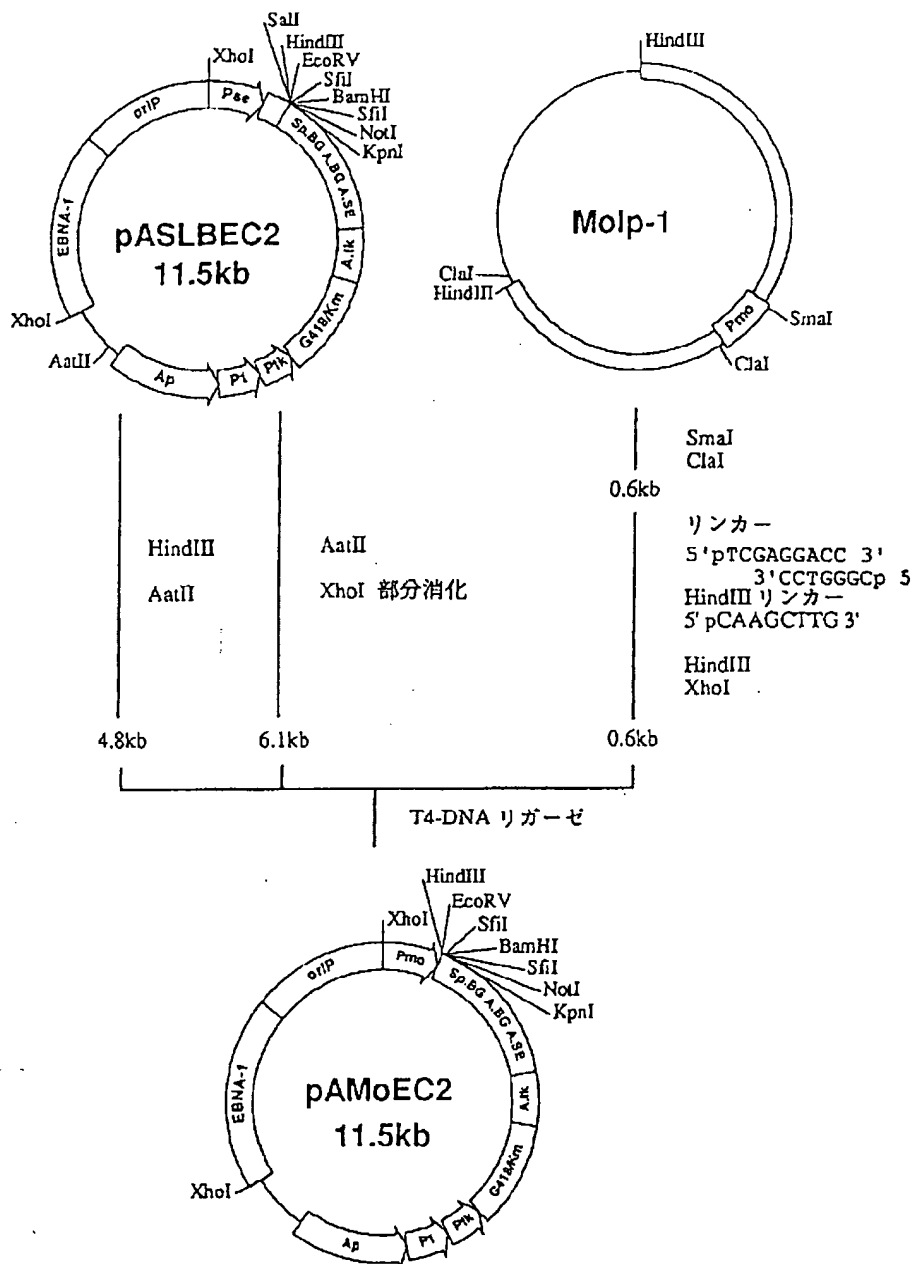 SalI
HindIII
EcoRV
SfiI
BamHI
SfiI
NotI
KpnI
XhoI
Pse
oriP
Sp.BG A.BG A.SE
EBNA-1
pASLBEC2
11.5kb
A.tk
G418/Km
XhoI
AatII
Ap
P1
Ptk
HindIII
MoIp-1
ClaI
HindIII
Pmo
SmaI
ClaI
HindIII
AatII
AatII
XhoI 部分消化
SmaI
ClaI
0.6kb
リンカー
5'pTCGAGGACC 3'
3'CCTGGGCp 5
HindIII リンカー
5'pCAAGCTTG 3'
HindIII
XhoI
4.8kb
6.1kb
0.6kb
T4-DNA リガーゼ
HindIII
EcoRV
SfiI
BamHI
SfiI
NotI
KpnI
XhoI
Pmo
oriP
Sp.BG A.BG A.SE
EBNA-1
pAMoEC2
11.5kb
A.tk
G418/Km
XhoI
Ap
P1
Ptk